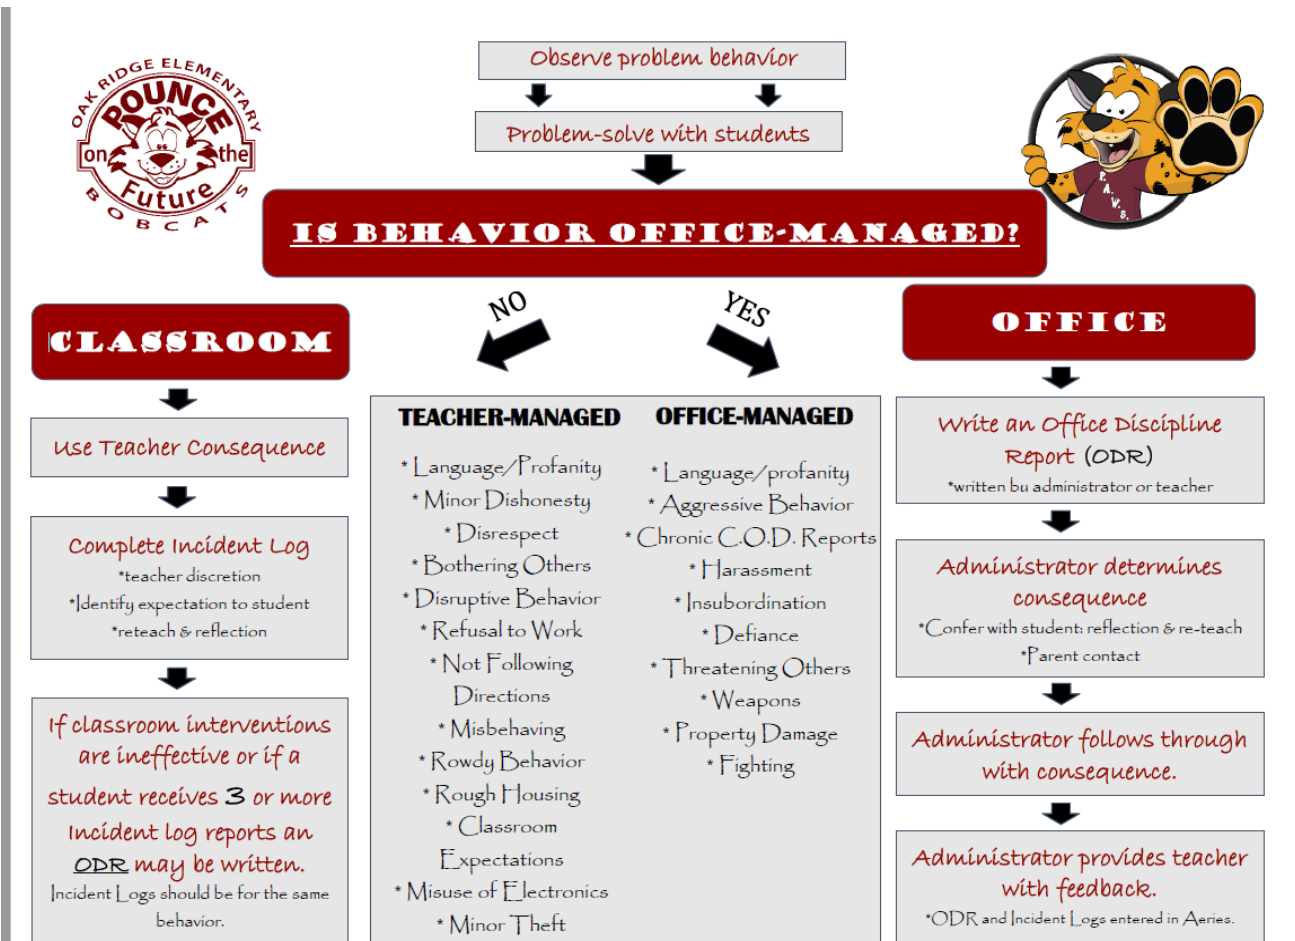 OAK RIDGE ELEMENTARY
POUNCE
on the
Future
BOBCATS
Observe problem behavior
Problem-solve with students
P.A.W.S.
IS BEHAVIOR OFFICE-MANAGED?
NO
YES
CLASSROOM
Use Teacher Consequence
Complete Incident Log
*teacher discretion
*Identify expectation to student
*reteach & reflection
If classroom interventions
are ineffective or if a
student receives 3 or more
Incident log reports an
ODR may be written.
Incident Logs should be for the same
behavior.
TEACHER-MANAGED
* Language/Profanity
* Minor Dishonesty
* Disrespect
* Bothering Others
* Disruptive Behavior
* Refusal to Work
* Not Following
Directions
* Misbehaving
* Rowdy Behavior
* Rough Housing
* Classroom
Expectations
* Misuse of Electronics
* Minor Theft
OFFICE-MANAGED
* Language/profanity
* Aggressive Behavior
* Chronic C.O.D. Reports
* Harassment
* Insubordination
* Defiance
* Threatening Others
* Weapons
* Property Damage
* Fighting
OFFICE
Write an Office Discipline
Report (ODR)
*written bu administrator or teacher
Administrator determines
consequence
*Confer with student: reflection & re-teach
*Parent contact
Administrator follows through
with consequence.
Administrator provides teacher
with feedback.
*ODR and Incident Logs entered in Aeries.